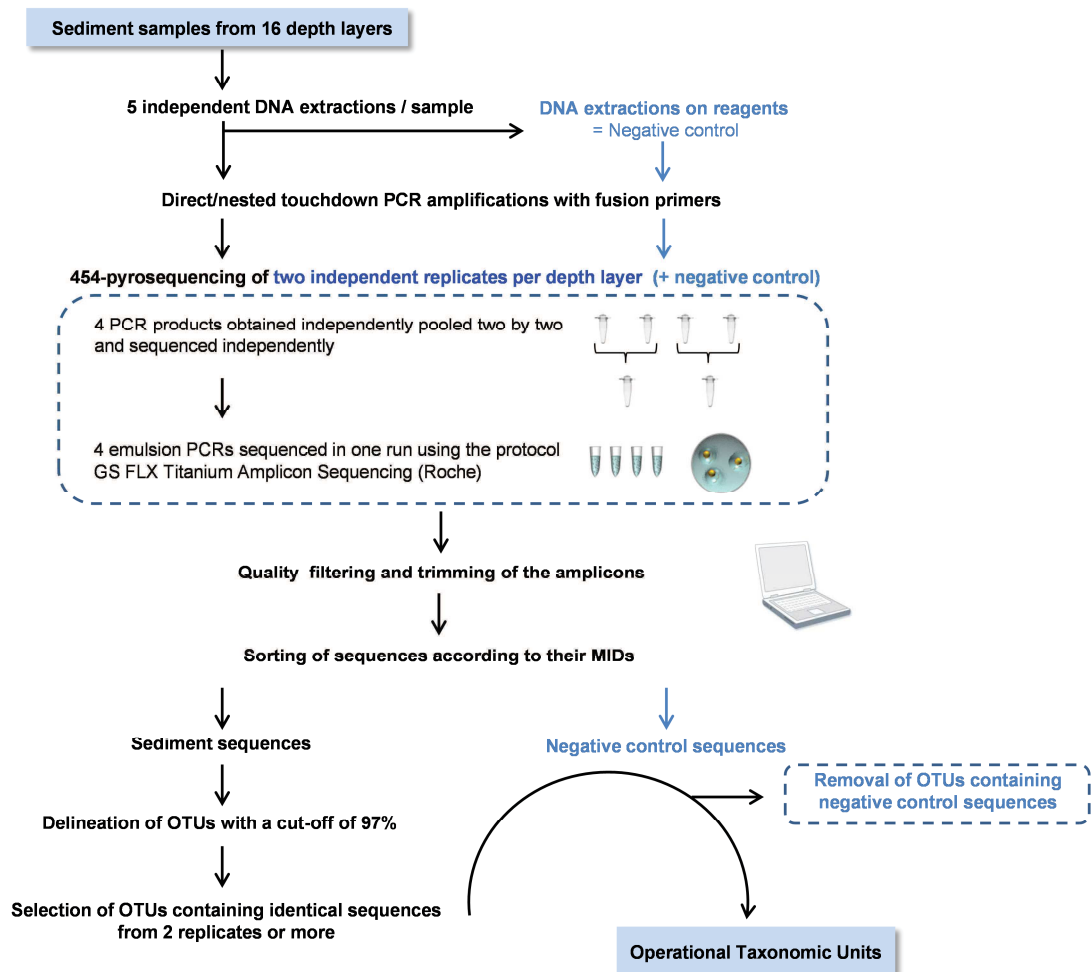 Sediment samples from 16 depth layers
5 independent DNA extractions / sample
DNA extractions on reagents
= Negative control
Direct/nested touchdown PCR amplifications with fusion primers
454-pyrosequencing of two independent replicates per depth layer (+ negative control)
4 PCR products obtained independently pooled two by two
and sequenced independently
4 emulsion PCRs sequenced in one run using the protocol
GS FLX Titanium Amplicon Sequencing (Roche)
Quality filtering and trimming of the amplicons
Sorting of sequences according to their MIDs
Sediment sequences
Negative control sequences
Removal of OTUs containing
negative control sequences
Delineation of OTUs with a cut-off of 97%
Selection of OTUs containing identical sequences
from 2 replicates or more
Operational Taxonomic Units